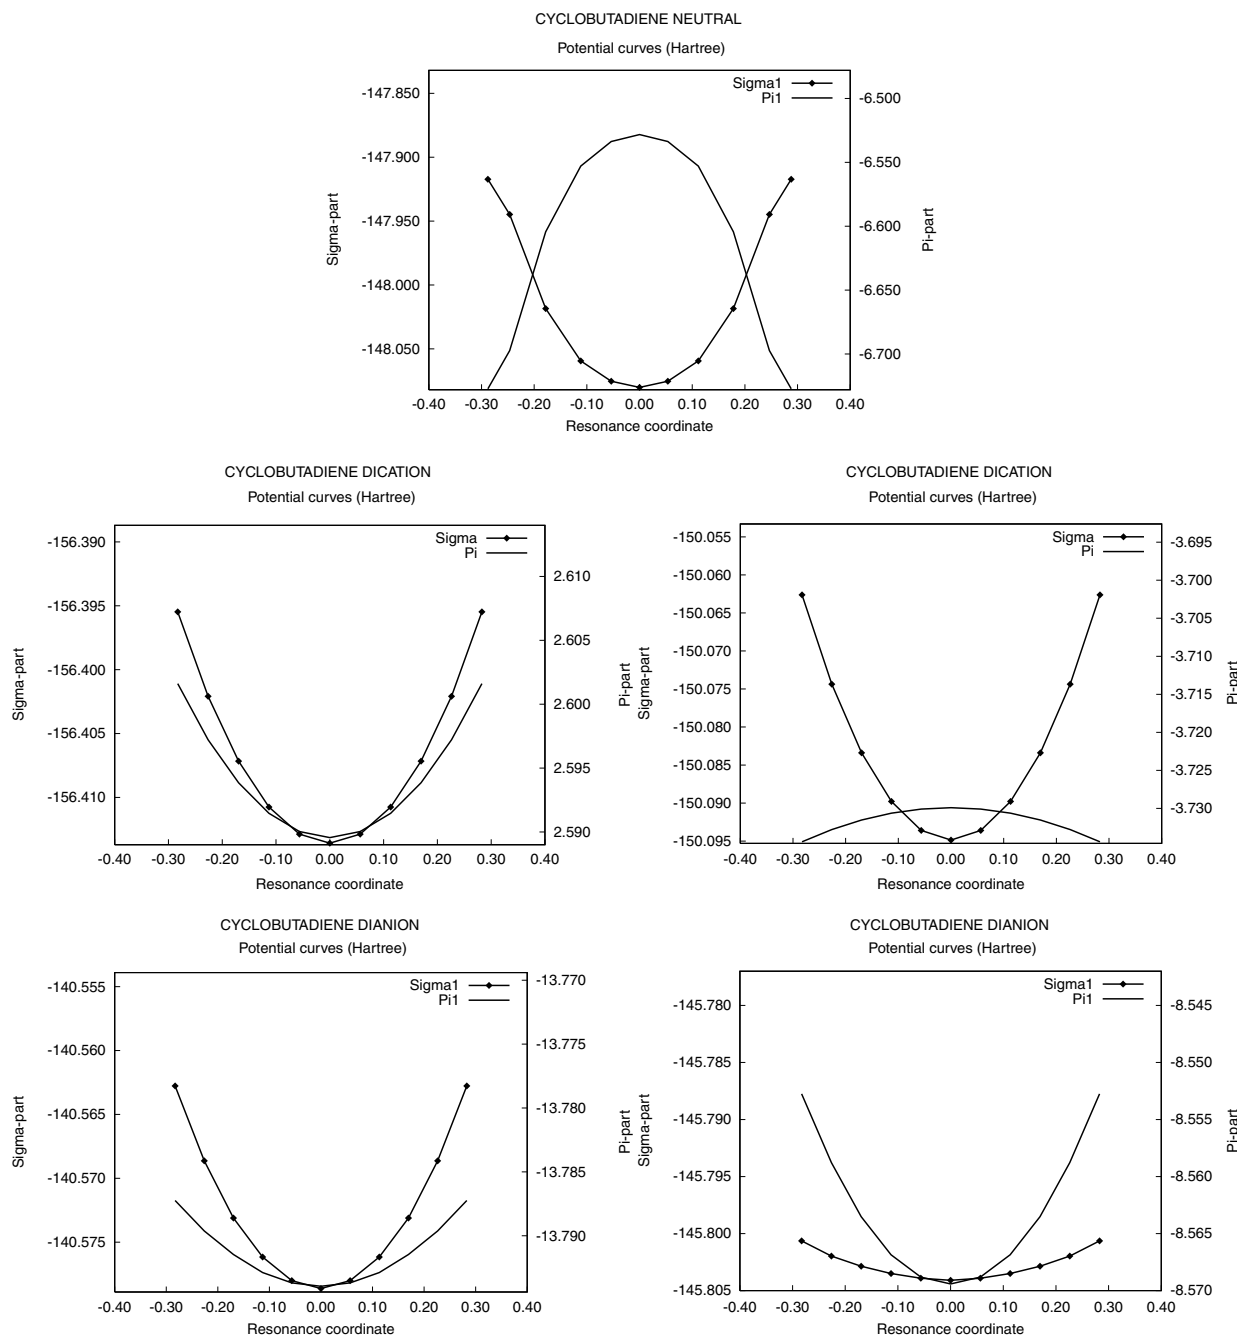 CYCLOBUTADIENE NEUTRAL
Potential curves (Hartree)
Sigma1
Pi1
-147.850
-147.900
-147.950
-148.000
-148.050
-6.500
-6.550
-6.600
-6.650
-6.700
Sigma-part
Pi-part
-0.40 -0.30 -0.20 -0.10 0.00 0.10 0.20 0.30 0.40
Resonance coordinate
CYCLOBUTADIENE DICATION
Potential curves (Hartree)
Sigma
Pi
-156.390
-156.395
-156.400
-156.405
-156.410
2.610
2.605
2.600
2.595
2.590
Sigma-part
Pi-part
-0.40 -0.30 -0.20 -0.10 0.00 0.10 0.20 0.30 0.40
Resonance coordinate
CYCLOBUTADIENE DICATION
Potential curves (Hartree)
Sigma
Pi
-150.055
-150.060
-150.065
-150.070
-150.075
-150.080
-150.085
-150.090
-150.095
-3.695
-3.700
-3.705
-3.710
-3.715
-3.720
-3.725
-3.730
Sigma-part
Pi-part
-0.40 -0.30 -0.20 -0.10 0.00 0.10 0.20 0.30 0.40
Resonance coordinate
CYCLOBUTADIENE DIANION
Potential curves (Hartree)
Sigma1
Pi1
-140.555
-140.560
-140.565
-140.570
-140.575
-13.770
-13.775
-13.780
-13.785
-13.790
Sigma-part
Pi-part
-0.40 -0.30 -0.20 -0.10 0.00 0.10 0.20 0.30 0.40
Resonance coordinate
CYCLOBUTADIENE DIANION
Potential curves (Hartree)
Sigma1
Pi1
-145.780
-145.785
-145.790
-145.795
-145.800
-145.805
-8.545
-8.550
-8.555
-8.560
-8.565
-8.570
Sigma-part
Pi-part
-0.40 -0.30 -0.20 -0.10 0.00 0.10 0.20 0.30 0.40
Resonance coordinate